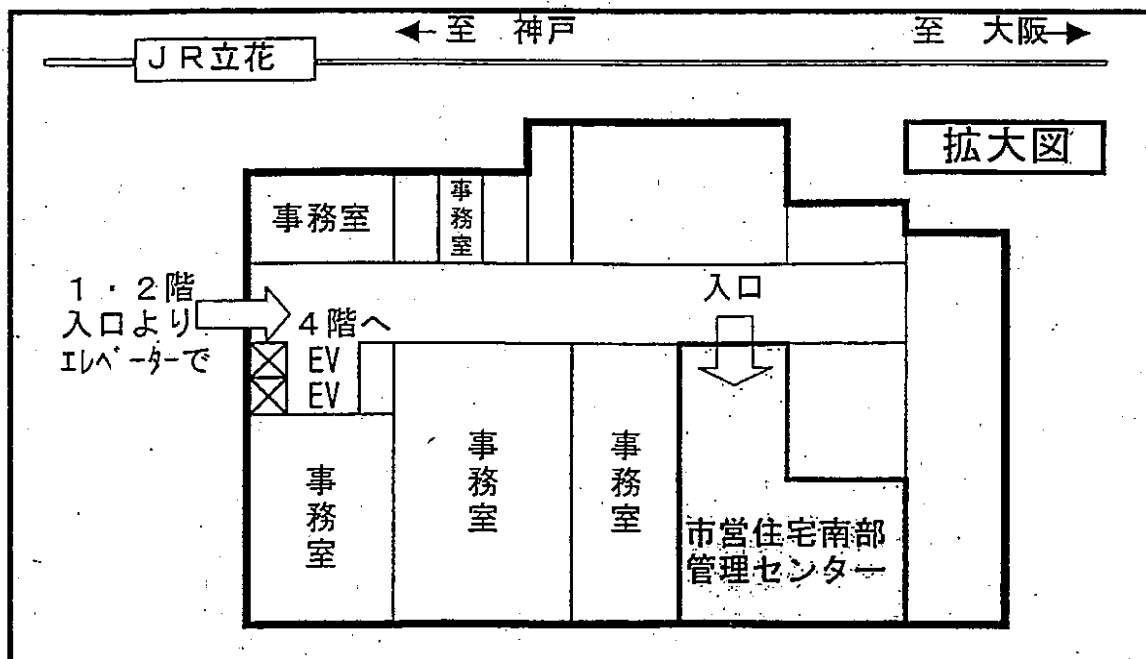 ← 至 神戸
至 大阪→
ＪＲ立花
拡大図
事務室
事務室
１・２階
入口より
ｴﾚﾍﾞｰﾀｰで
４階へ
入口
EV
EV
事務室
事務室
事務室
市営住宅南部
管理センター